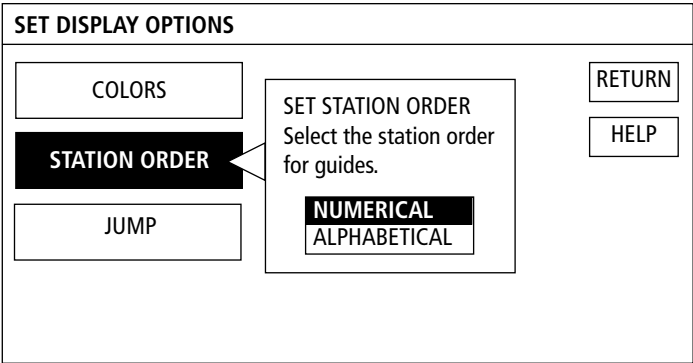 SET DISPLAY OPTIONS
COLORS
STATION ORDER
JUMP
SET STATION ORDER
Select the station order
for guides.
NUMERICAL
ALPHABETICAL
RETURN
HELP